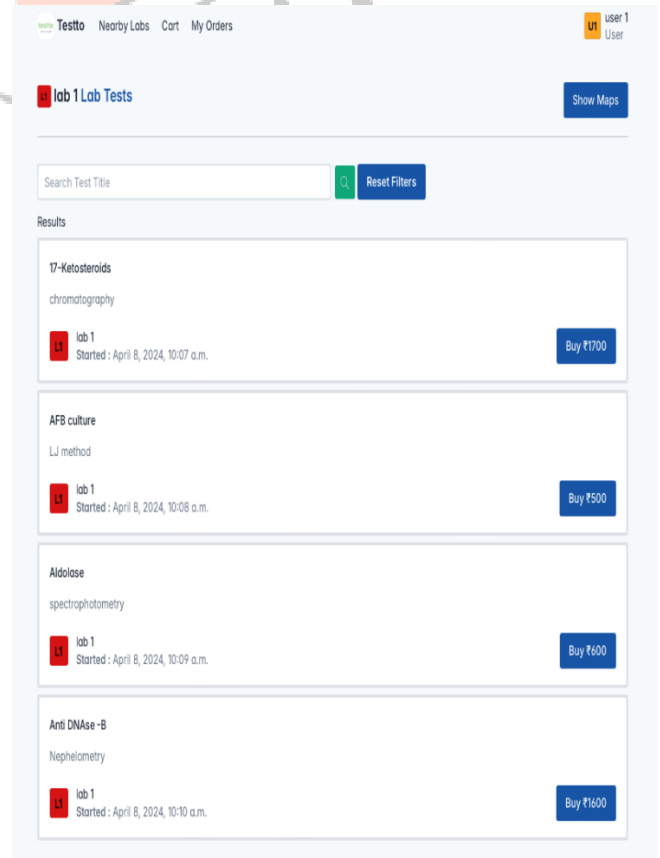 Testto Nearby Labs Cart My Orders
U1 user 1
User
L1 lab 1 Lab Tests
Show Maps
Search Test Title
Reset Filters
Results
17-Ketosteroids
chromatography
L1 lab 1
Started : April 8, 2024, 10:07 a.m.
Buy ₹1700
AFB culture
LJ method
L1 lab 1
Started : April 8, 2024, 10:08 a.m.
Buy ₹500
Aldolase
spectrophotometry
L1 lab 1
Started : April 8, 2024, 10:09 a.m.
Buy ₹600
Anti DNAse -B
Nephelometry
L1 lab 1
Started : April 8, 2024, 10:10 a.m.
Buy ₹1600